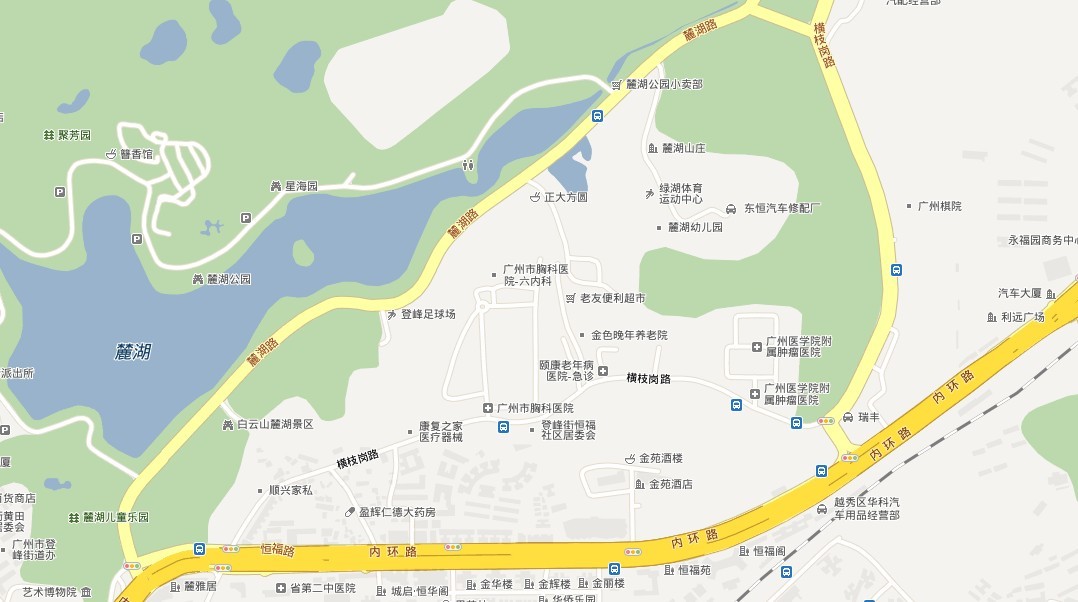 汽配经营部
麓湖路
横枝岗路
麓湖公园小卖部
聚芳园
簪香馆
麓湖山庄
星海园
P
绿湖体育
运动中心
正大方圆
东恒汽车修配厂
广州棋院
P
麓湖路
麓湖幼儿园
P
永福园商务中心
麓湖公园
广州市胸科医
院-六内科
汽车大厦
老友便利超市
登峰足球场
利远广场
麓湖
麓湖路
金色晚年养老院
广州医学院附
属肿瘤医院
派出所
颐康老年病
医院-急诊
横枝岗路
内环路
广州医学院附
属肿瘤医院
广州市胸科医院
瑞丰
P
白云山麓湖景区
康复之家
医疗器械
登峰街恒福
社区居委会
内环路
厦
横枝岗路
金苑酒楼
顺兴家私
金苑酒店
百货商店
盈辉仁德大药房
越秀区华科汽
车用品经营部
黄田
居委会
麓湖儿童乐园
广州市登
峰街道办
恒福路
内环路
内环路
恒福阁
恒福苑
艺术博物院
麓雅居
省第二中医院
城启·恒华阁
金华楼
金辉楼
金丽楼
华侨乐园